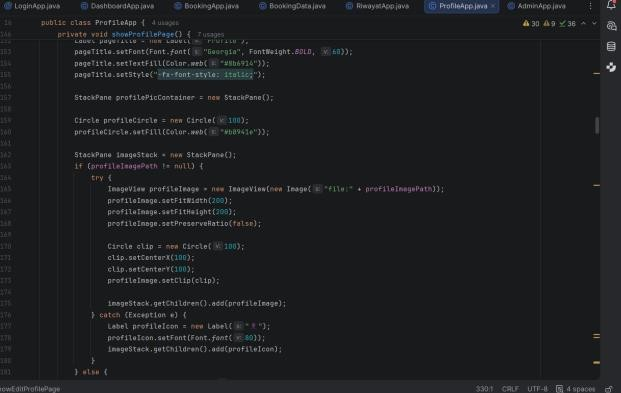 LoginApp.java DashboardApp.java BookingApp.java BookingData.java RiwayatApp.java ProfileApp.java × AdminApp.java
16 public class ProfileApp { 4 usages 30 9 36
146 private void showProfilePage() { 7 usages
152 Label pageTitle = new Label("Profile");
153 pageTitle.setFont(Font.font( s: "Georgia", FontWeight.BOLD, v: 60));
154 pageTitle.setTextFill(Color.web( s: "#8b6914"));
155 pageTitle.setStyle("-fx-font-style: italic;");
156
157 StackPane profilePicContainer = new StackPane();
158
159 Circle profileCircle = new Circle( v: 100);
160 profileCircle.setFill(Color.web( s: "#b8941e"));
161
162 StackPane imageStack = new StackPane();
163 if (profileImagePath != null) {
164 try {
165 ImageView profileImage = new ImageView(new Image( s: "file:" + profileImagePath));
166 profileImage.setFitWidth(200);
167 profileImage.setFitHeight(200);
168 profileImage.setPreserveRatio(false);
169
170 Circle clip = new Circle( v: 100);
171 clip.setCenterX(100);
172 clip.setCenterY(100);
173 profileImage.setClip(clip);
174
175 imageStack.getChildren().add(profileImage);
176 } catch (Exception e) {
177 Label profileIcon = new Label( s: "👤");
178 profileIcon.setFont(Font.font( v: 80));
179 imageStack.getChildren().add(profileIcon);
180 }
181 } else {
owEditProfilePage 330:1 CRLF UTF-8 4 spaces